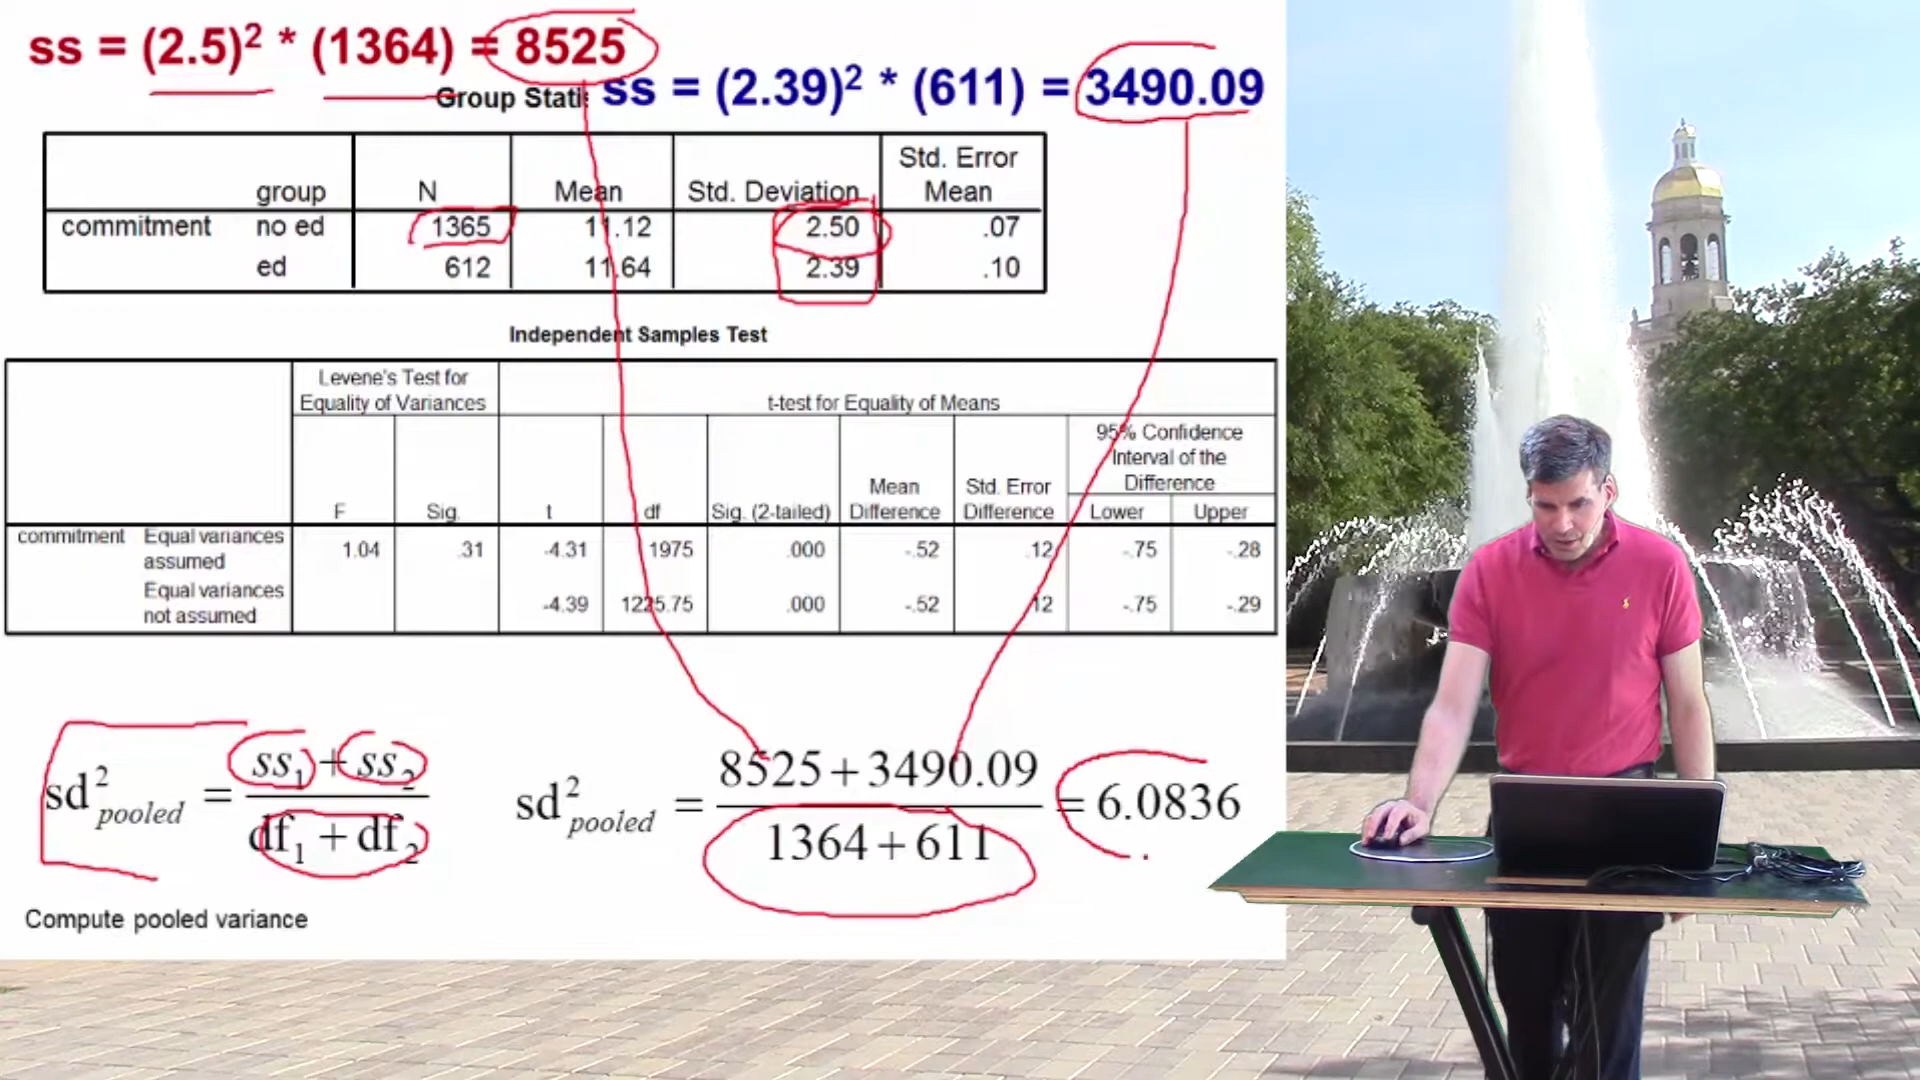 ss = (2.5)² * (1364) = 8525
ss = (2.39)² * (611) = 3490.09
Group Stati
group N Mean Std. Deviation Std. Error Mean
commitment no ed 1365 11.12 2.50 .07
ed 612 11.64 2.39 .10
Independent Samples Test
Levene's Test for Equality of Variances
t-test for Equality of Means
95% Confidence Interval of the Difference
F Sig. t df Sig. (2-tailed) Mean Difference Std. Error Difference Lower Upper
commitment Equal variances assumed 1.04 .31 -4.31 1975 .000 -.52 .12 -.75 -.28
Equal variances not assumed -4.39 1225.75 .000 -.52 .12 -.75 -.29
sd²pooled = ss₁ + ss₂ / df₁ + df₂
sd²pooled = 8525 + 3490.09 / 1364 + 611 = 6.0836
Compute pooled variance